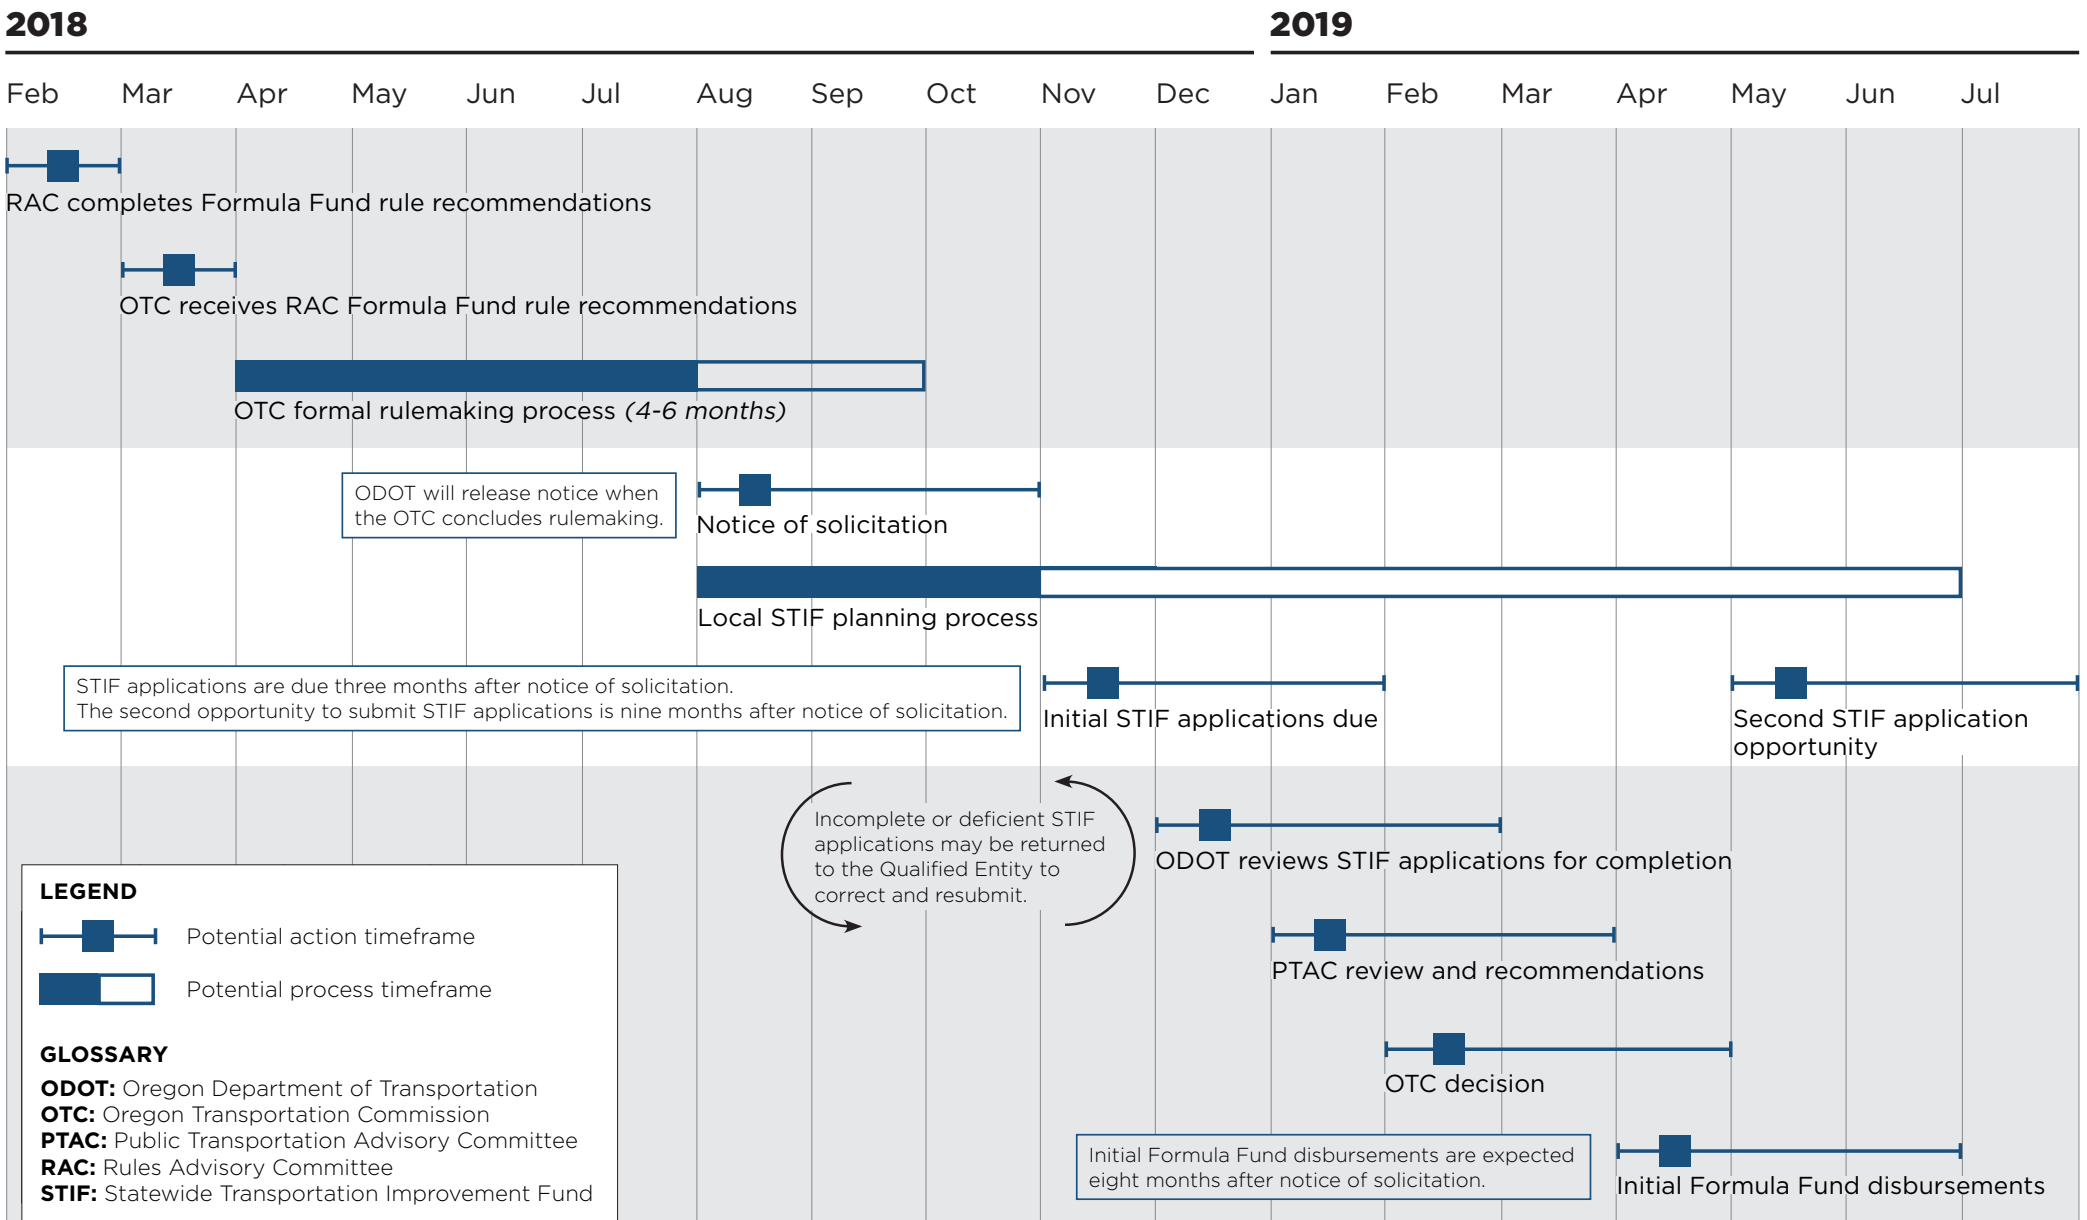 2018
2019
Feb Mar Apr May Jun Jul Aug Sep Oct Nov Dec Jan Feb Mar Apr May Jun Jul
RAC completes Formula Fund rule recommendations
OTC receives RAC Formula Fund rule recommendations
OTC formal rulemaking process (4-6 months)
ODOT will release notice when
the OTC concludes rulemaking.
Notice of solicitation
Local STIF planning process
STIF applications are due three months after notice of solicitation.
The second opportunity to submit STIF applications is nine months after notice of solicitation.
Initial STIF applications due
Second STIF application
opportunity
Incomplete or deficient STIF
applications may be returned
to the Qualified Entity to
correct and resubmit.
ODOT reviews STIF applications for completion
PTAC review and recommendations
OTC decision
Initial Formula Fund disbursements are expected
eight months after notice of solicitation.
Initial Formula Fund disbursements
LEGEND
Potential action timeframe
Potential process timeframe
GLOSSARY
ODOT: Oregon Department of Transportation
OTC: Oregon Transportation Commission
PTAC: Public Transportation Advisory Committee
RAC: Rules Advisory Committee
STIF: Statewide Transportation Improvement Fund